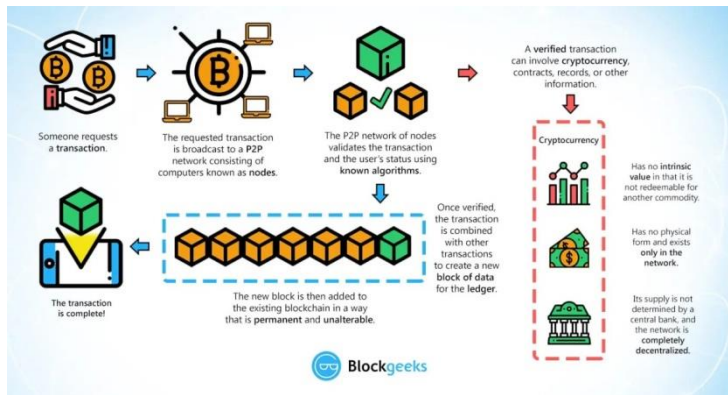 Someone requests
a transaction.
The requested transaction
is broadcast to a P2P
network consisting of
computers known as nodes.
The P2P network of nodes
validates the transaction
and the user's status using
known algorithms.
A verified transaction
can involve cryptocurrency,
contracts, records, or other
information.
Cryptocurrency
Has no intrinsic
value in that it is
not redeemable for
another commodity.
Has no physical
form and exists
only in the
network.
Its supply is not
determined by a
central bank, and
the network is
completely
decentralized.
Once verified,
the transaction
is combined
with other
transactions
to create a new
block of data
for the ledger.
The new block is then added to
the existing blockchain in a way
that is permanent and unalterable.
The transaction
is complete!
Blockgeeks